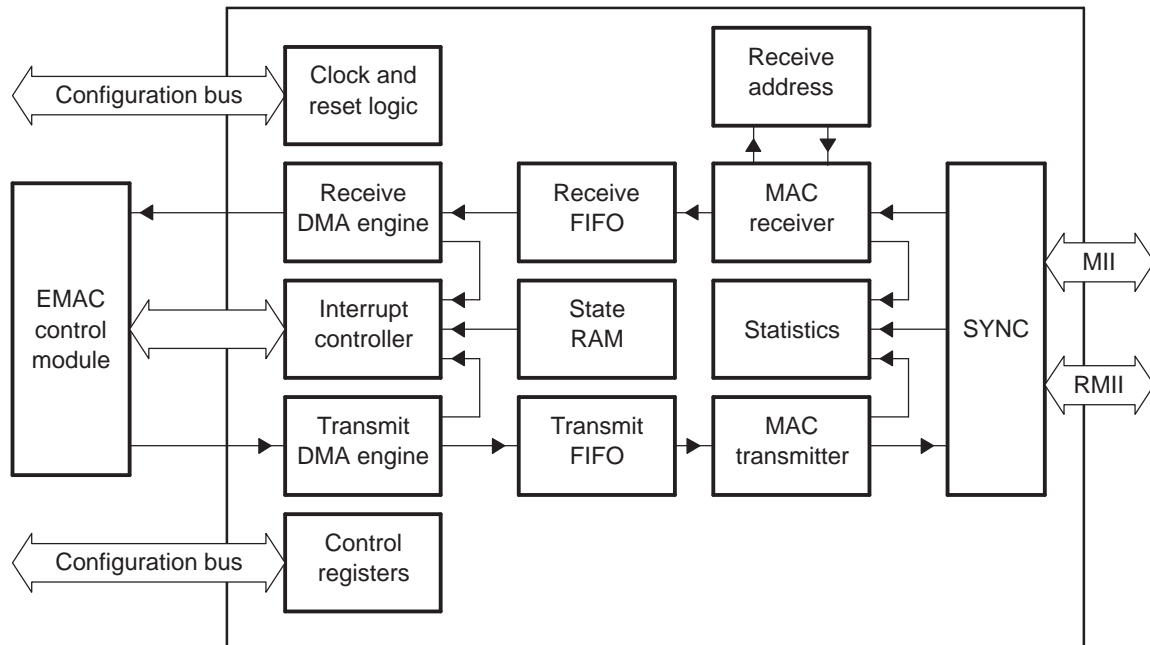 Configuration bus
Clock and
reset logic
Receive
address
EMAC
control
module
Receive
DMA engine
Receive
FIFO
MAC
receiver
Interrupt
controller
State
RAM
Statistics
SYNC
MII
RMII
Transmit
DMA engine
Transmit
FIFO
MAC
transmitter
Configuration bus
Control
registers